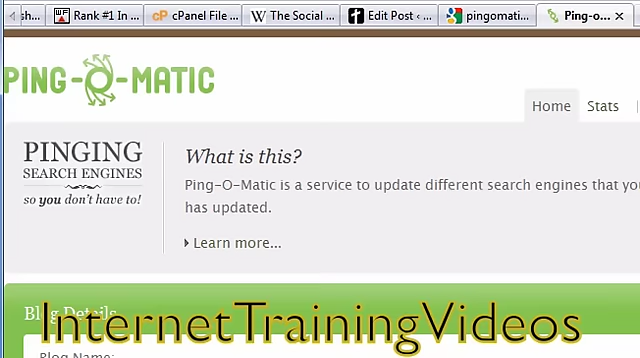 sh...
Rank #1 In ...
cPanel File ...
The Social ...
Edit Post ‹ ...
pingomati...
Ping-o...
PING-O-MATIC
Home
Stats
PINGING
SEARCH ENGINES
so you don't have to!
What is this?
Ping-O-Matic is a service to update different search engines that you
has updated.
Learn more...
Blog Details
InternetTrainingVideos
Blog Name: